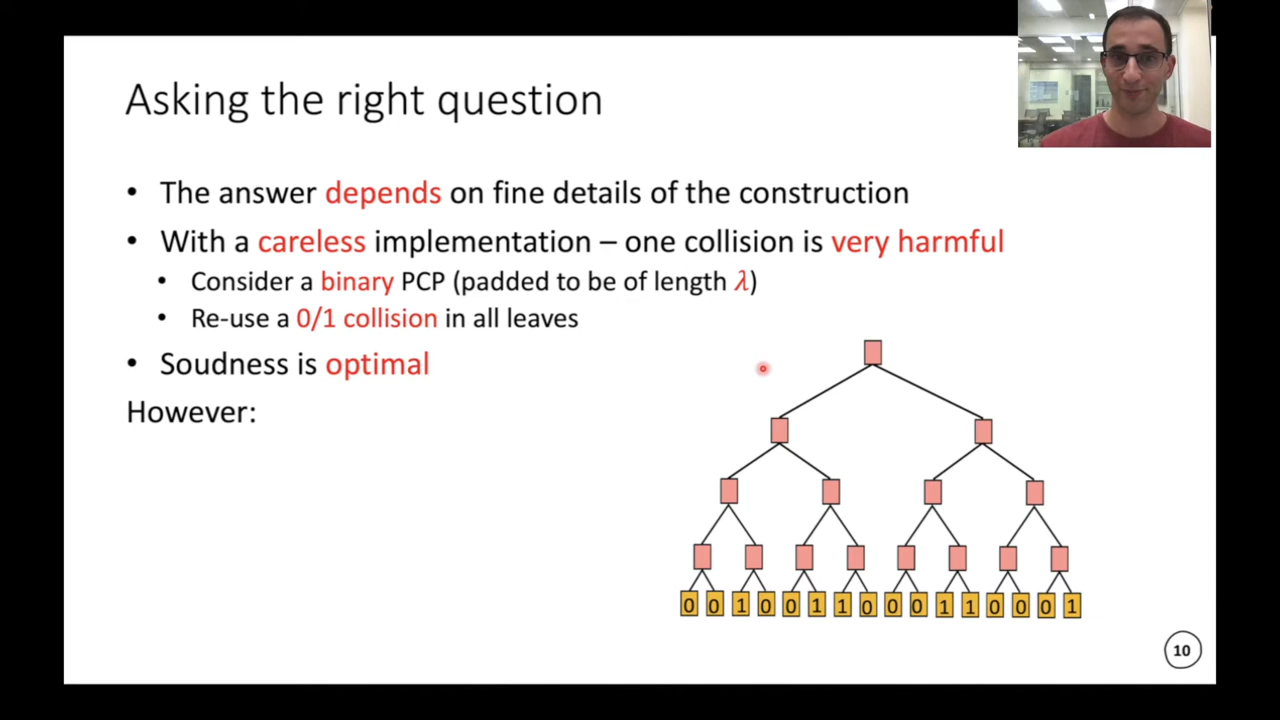 Asking the right question
• The answer depends on fine details of the construction
• With a careless implementation – one collision is very harmful
• Consider a binary PCP (padded to be of length λ)
• Re-use a 0/1 collision in all leaves
• Soudness is optimal
However:
0 0 1 0 0 1 1 0 0 0 1 1 0 0 0 1
10